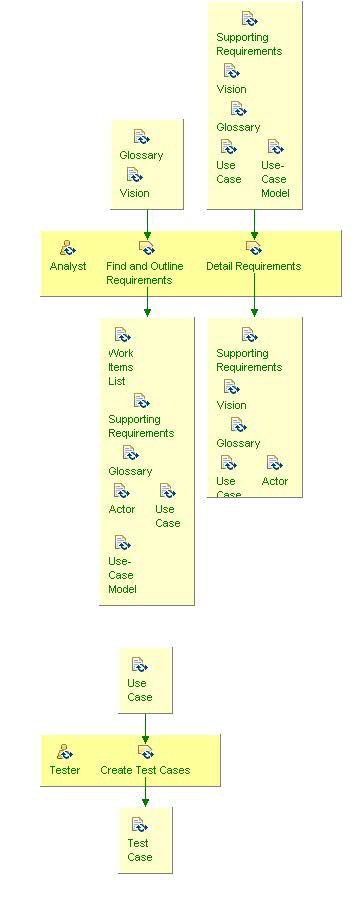 Supporting
Requirements
Vision
Glossary
Use
Case
Use-
Case
Model
Glossary
Vision
Analyst
Find and Outline
Requirements
Detail Requirements
Work
Items
List
Supporting
Requirements
Glossary
Actor
Use
Case
Use-
Case
Model
Supporting
Requirements
Vision
Glossary
Use
Case
Actor
Use
Case
Tester
Create Test Cases
Test
Case